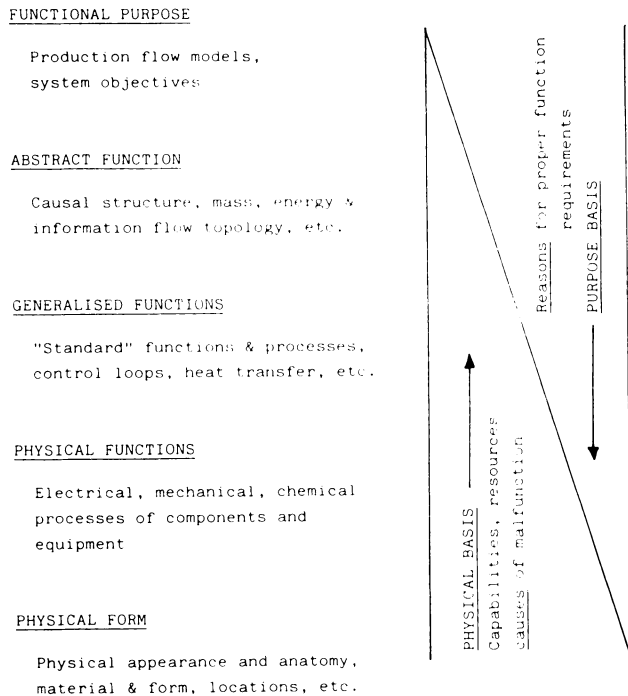 FUNCTIONAL PURPOSE
Production flow models,
system objectives
ABSTRACT FUNCTION
Causal structure, mass, energy &
information flow topology, etc.
GENERALISED FUNCTIONS
"Standard" functions & processes,
control loops, heat transfer, etc.
PHYSICAL FUNCTIONS
Electrical, mechanical, chemical
processes of components and
equipment
PHYSICAL FORM
Physical appearance and anatomy,
material & form, locations, etc.
PHYSICAL BASIS
Capabilities, resources
causes of malfunction
Reasons for proper function
requirements
PURPOSE BASIS